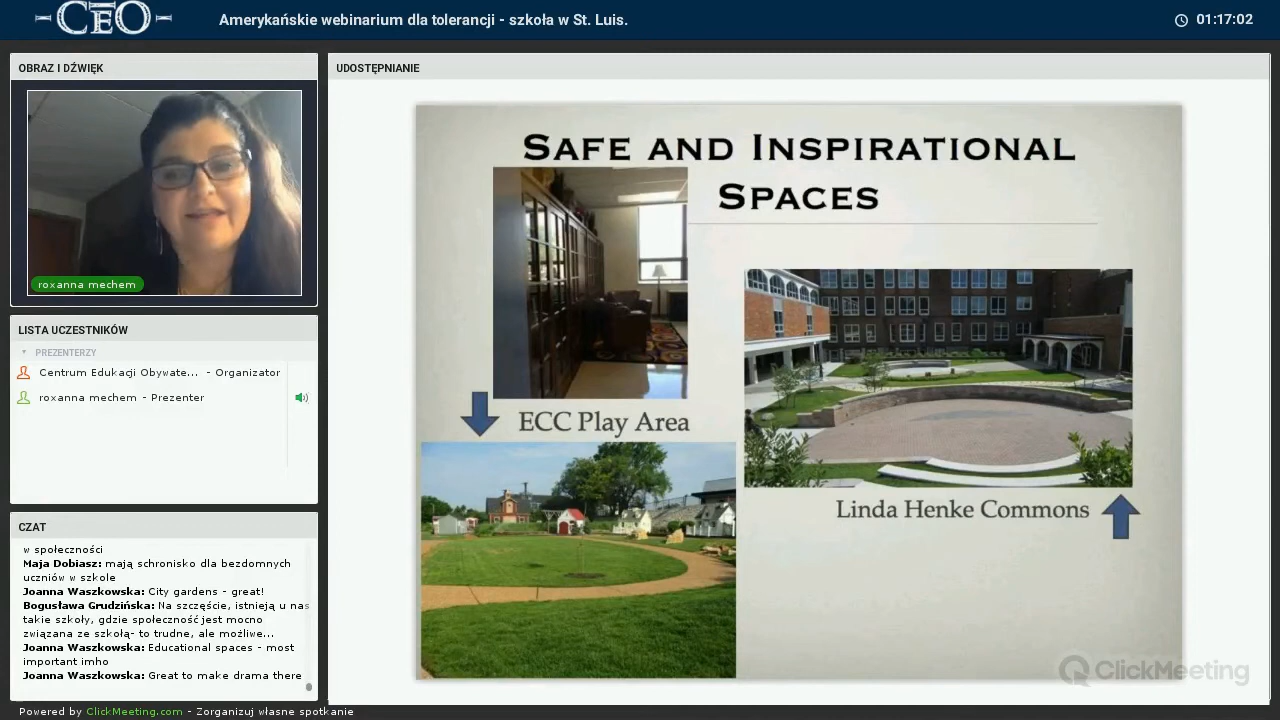 CEO
Amerykańskie webinarium dla tolerancji - szkoła w St. Luis.
01:17:02
OBRAZ I DŹWIĘK
roxanna mechem
LISTA UCZESTNIKÓW
PREZENTERZY
Centrum Edukacji Obywate... - Organizator
roxanna mechem - Prezenter
CZAT
w społeczności
Maja Dobiasz: mają schronisko dla bezdomnych
uczniów w szkole
Joanna Waszkowska: City gardens - great!
Bogusława Grudzińska: Na szczęście, istnieją u nas
takie szkoły, gdzie społeczność jest mocno
związana ze szkołą- to trudne, ale możliwe...
Joanna Waszkowska: Educational spaces - most
important imho
Joanna Waszkowska: Great to make drama there
Powered by ClickMeeting.com - Zorganizuj własne spotkanie
UDOSTĘPNIANIE
SAFE AND INSPIRATIONAL
SPACES
ECC Play Area
Linda Henke Commons
ClickMeeting